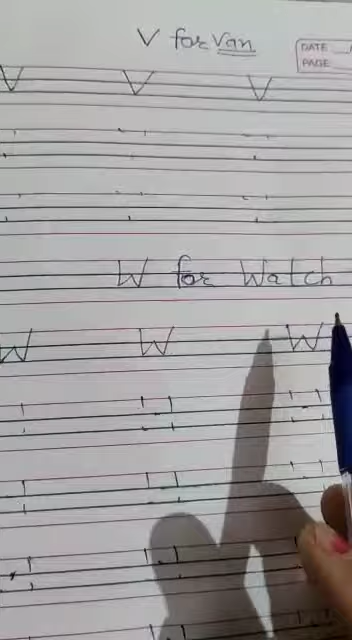 V for Van
DATE
PAGE
V V V
W for Watch
W W W